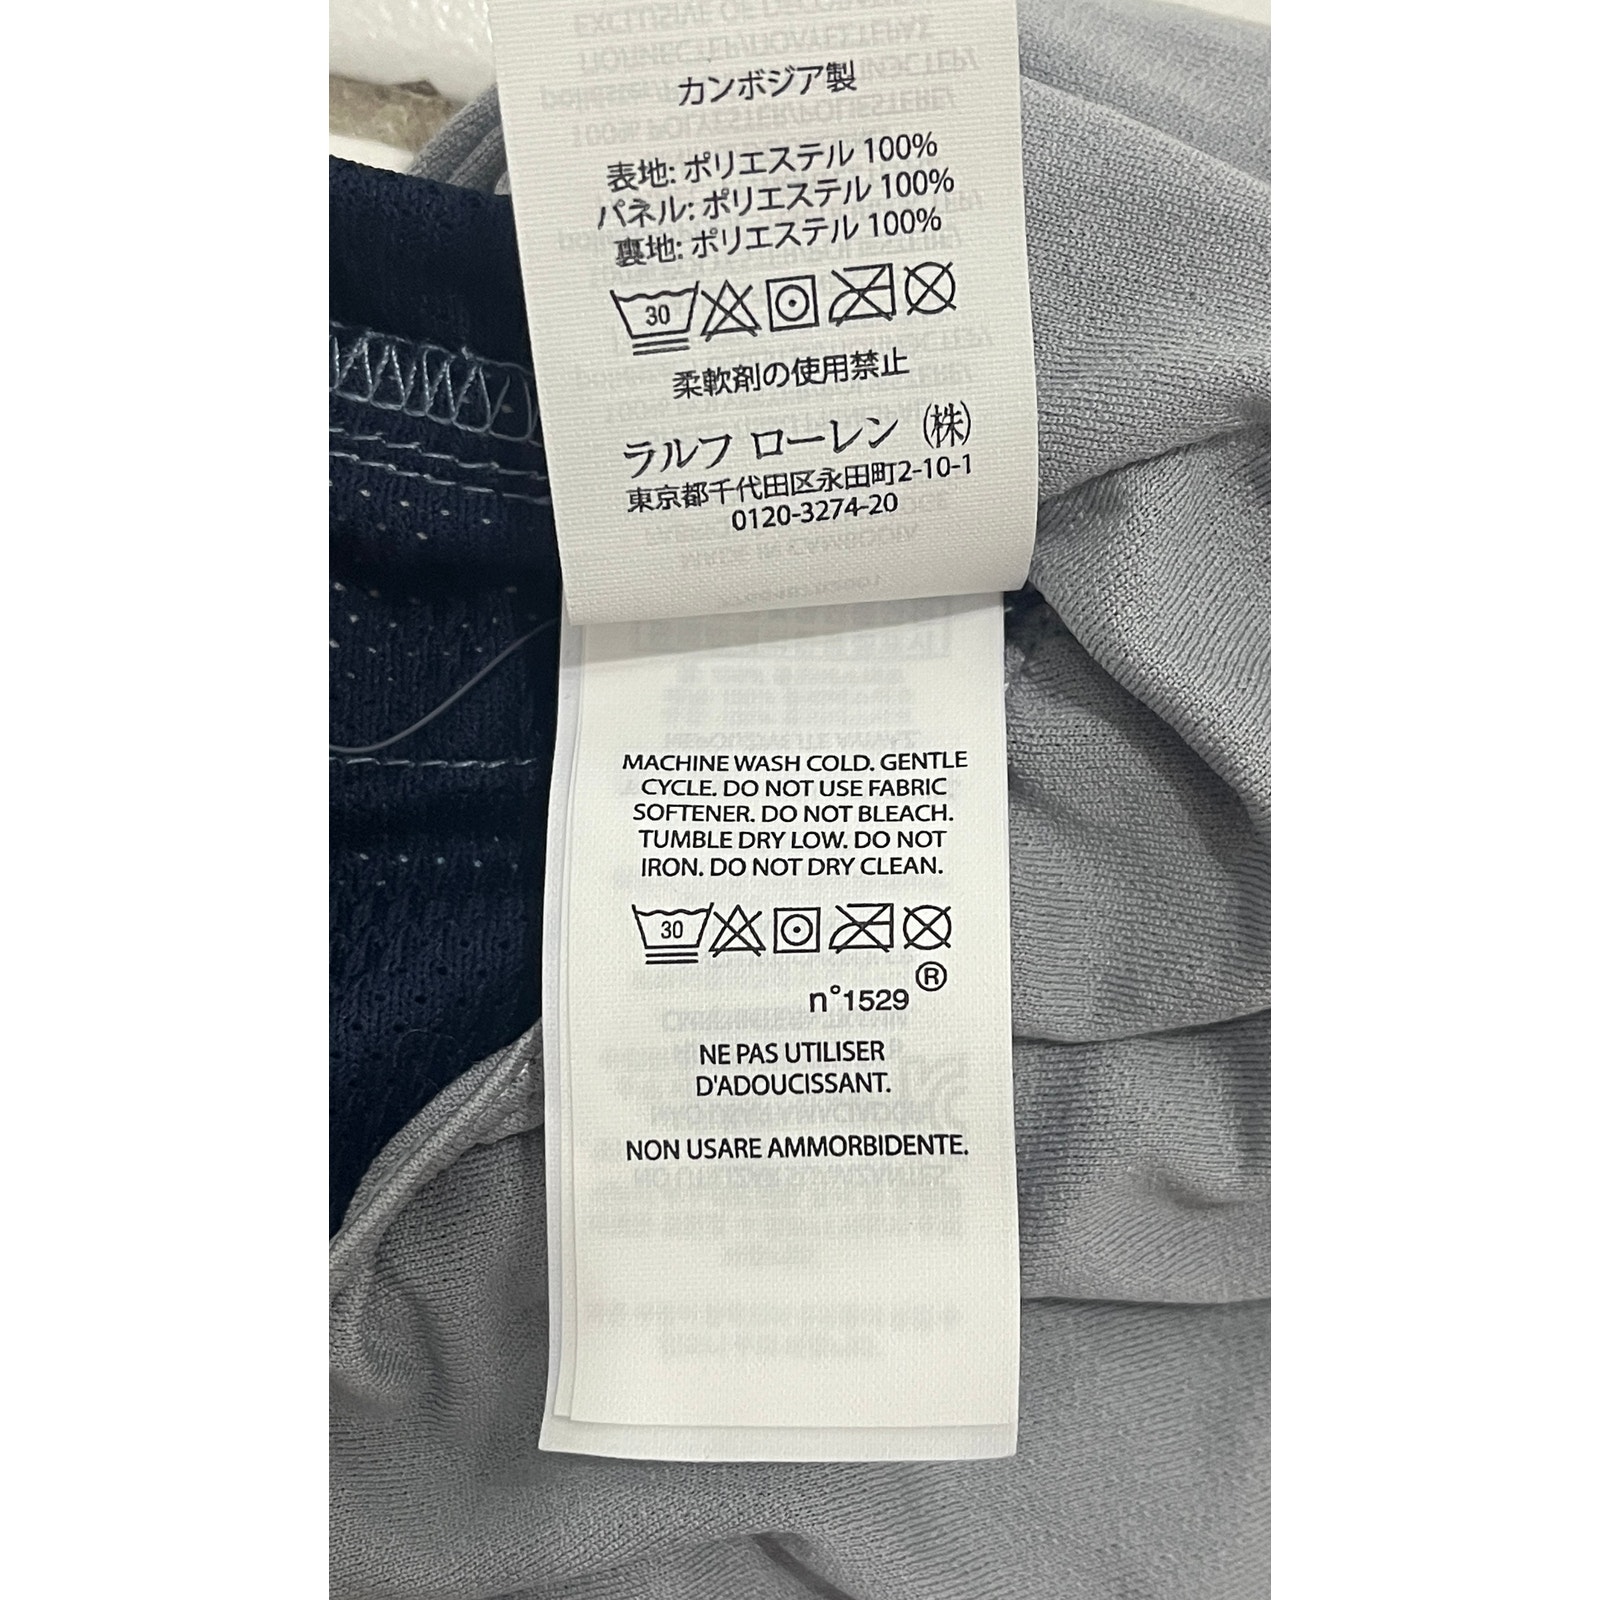 カンボジア製
表地: ポリエステル 100%
パネル: ポリエステル 100%
裏地: ポリエステル 100%
30
柔軟剤の使用禁止
ラルフ ローレン (株)
東京都千代田区永田町2-10-1
0120-3274-20
MACHINE WASH COLD. GENTLE
CYCLE. DO NOT USE FABRIC
SOFTENER. DO NOT BLEACH.
TUMBLE DRY LOW. DO NOT
IRON. DO NOT DRY CLEAN.
30
n°1529 ®
NE PAS UTILISER
D'ADOUCISSANT.
NON USARE AMMORBIDENTE.